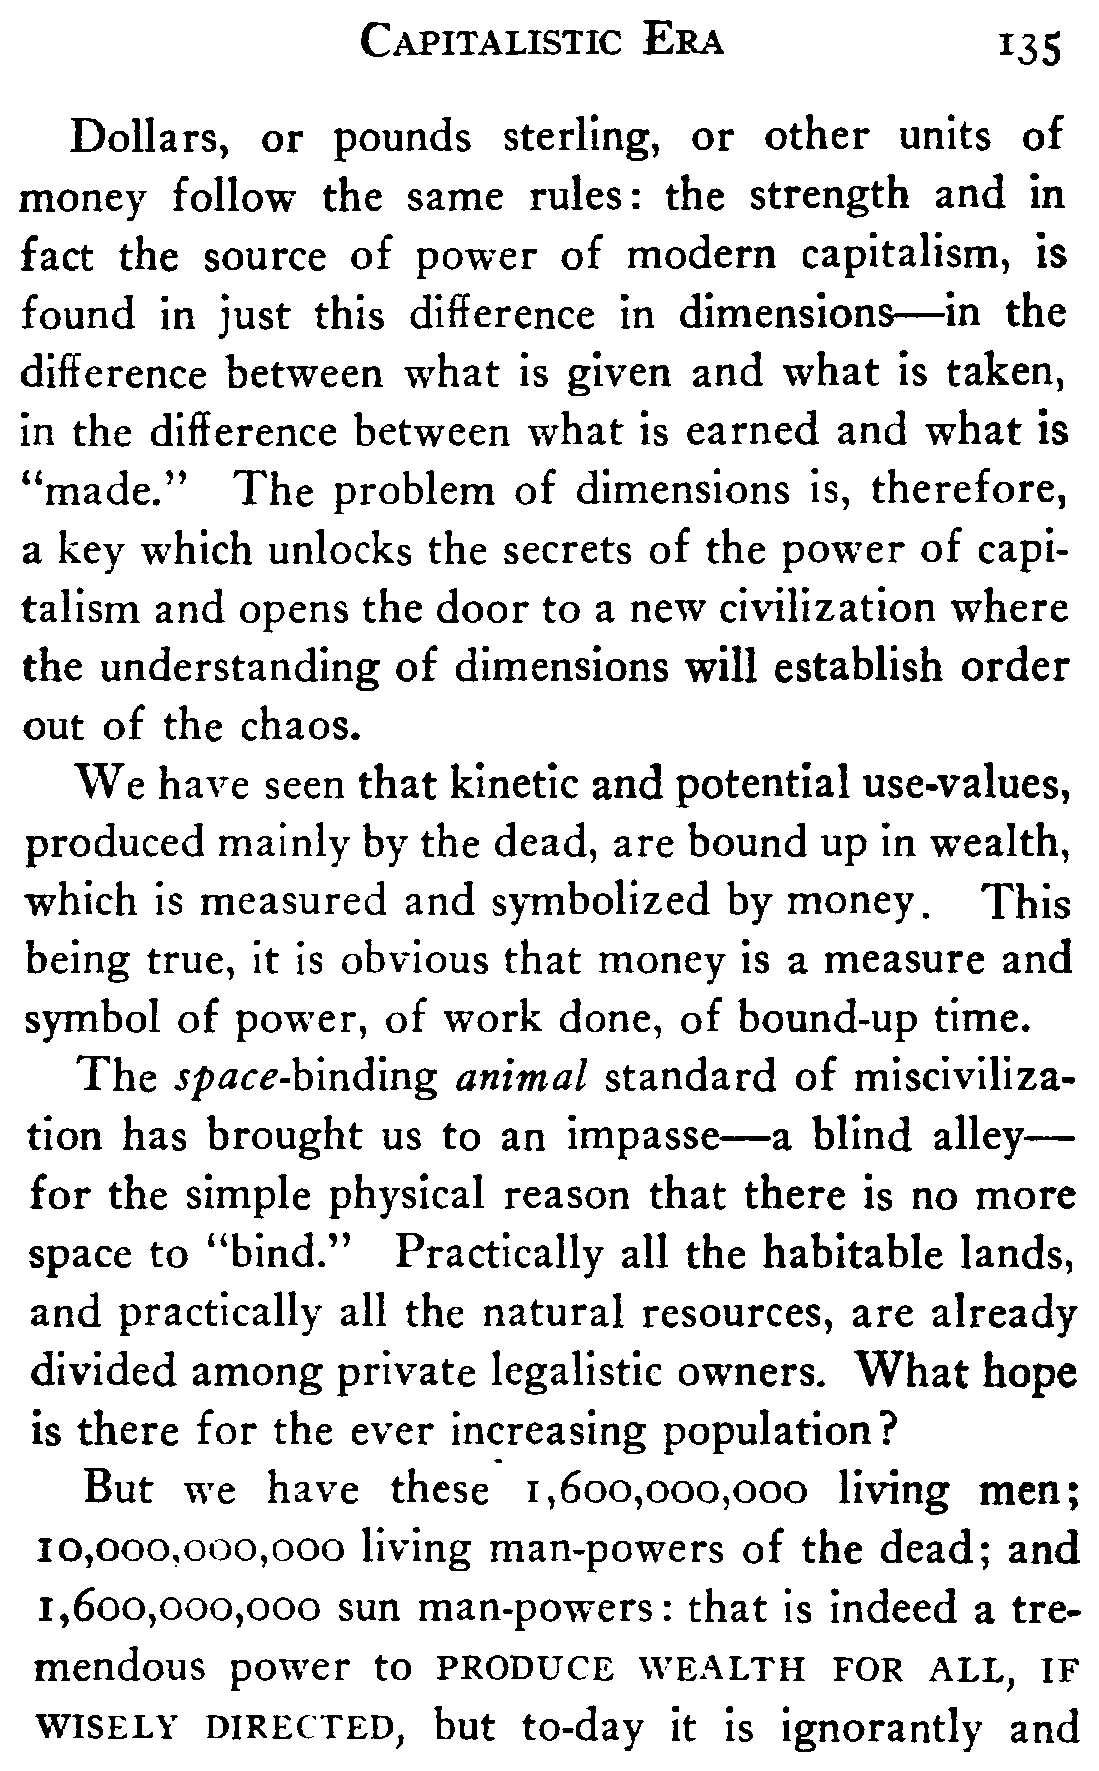 CAPITALISTIC ERA 135
Dollars, or pounds sterling, or other units of
money follow the same rules: the strength and in
fact the source of power of modern capitalism, is
found in just this difference in dimensions—in the
difference between what is given and what is taken,
in the difference between what is earned and what is
“made.” The problem of dimensions is, therefore,
a key which unlocks the secrets of the power of capi-
talism and opens the door to a new civilization where
the understanding of dimensions will establish order
out of the chaos.
We have seen that kinetic and potential use-values,
produced mainly by the dead, are bound up in wealth,
which is measured and symbolized by money. This
being true, it is obvious that money is a measure and
symbol of power, of work done, of bound-up time.
The space-binding animal standard of misciviliza-
tion has brought us to an impasse—a blind alley—
for the simple physical reason that there is no more
space to “bind.” Practically all the habitable lands,
and practically all the natural resources, are already
divided among private legalistic owners. What hope
is there for the ever increasing population?
But we have these 1,600,000,000 living men;
10,000,000,000 living man-powers of the dead; and
1,600,000,000 sun man-powers: that is indeed a tre-
mendous power to PRODUCE WEALTH FOR ALL, IF
WISELY DIRECTED, but to-day it is ignorantly and